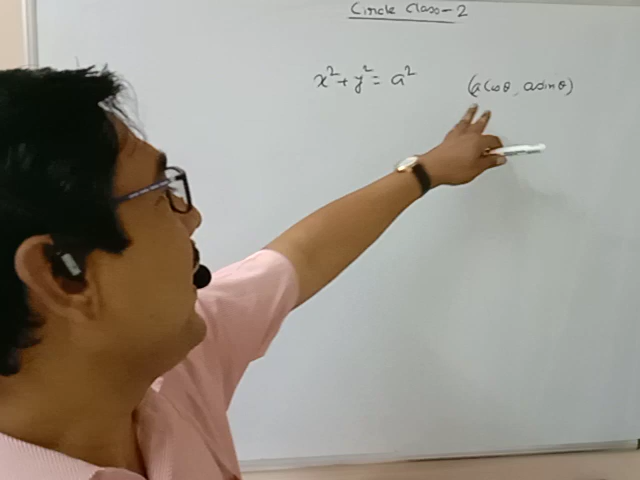 Circle Class-2
x² + y² = a² (a cosθ, a sinθ)